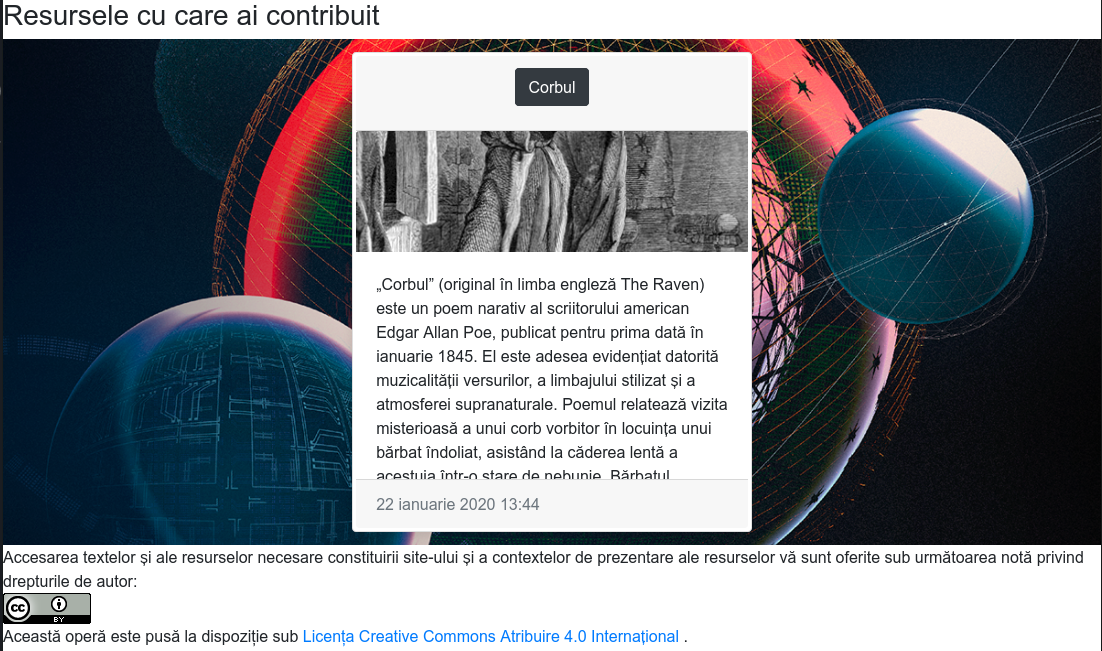 Resursele cu care ai contribuit
Corbul
„Corbul” (original în limba engleză The Raven)
este un poem narativ al scriitorului american
Edgar Allan Poe, publicat pentru prima dată în
ianuarie 1845. El este adesea evidențiat datorită
muzicalității versurilor, a limbajului stilizat și a
atmosferei supranaturale. Poemul relatează vizita
misterioasă a unui corb vorbitor în locuința unui
bărbat îndoliat, asistând la căderea lentă a
acestuia într-o stare de nebunie. Bărbatul
22 ianuarie 2020 13:44
Accesarea textelor și ale resurselor necesare constituirii site-ului și a contextelor de prezentare ale resurselor vă sunt oferite sub următoarea notă privind
drepturile de autor:
cc BY
Această operă este pusă la dispoziție sub Licența Creative Commons Atribuire 4.0 Internațional .